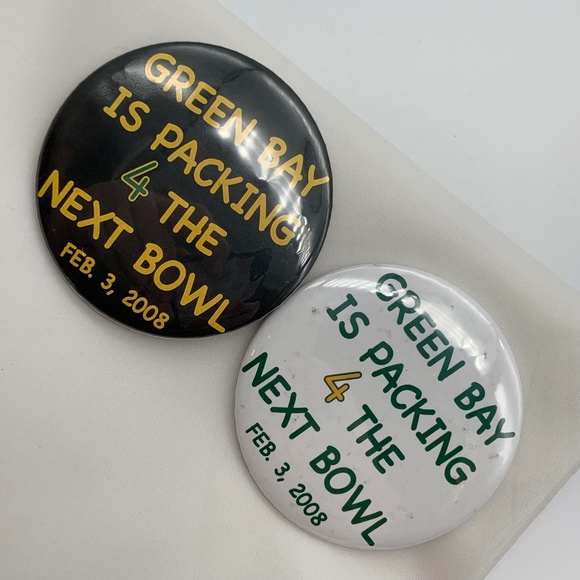 GREEN BAY
IS PACKING
4 THE
NEXT BOWL
FEB. 3, 2008
GREEN BAY
IS PACKING
4 THE
NEXT BOWL
FEB. 3, 2008